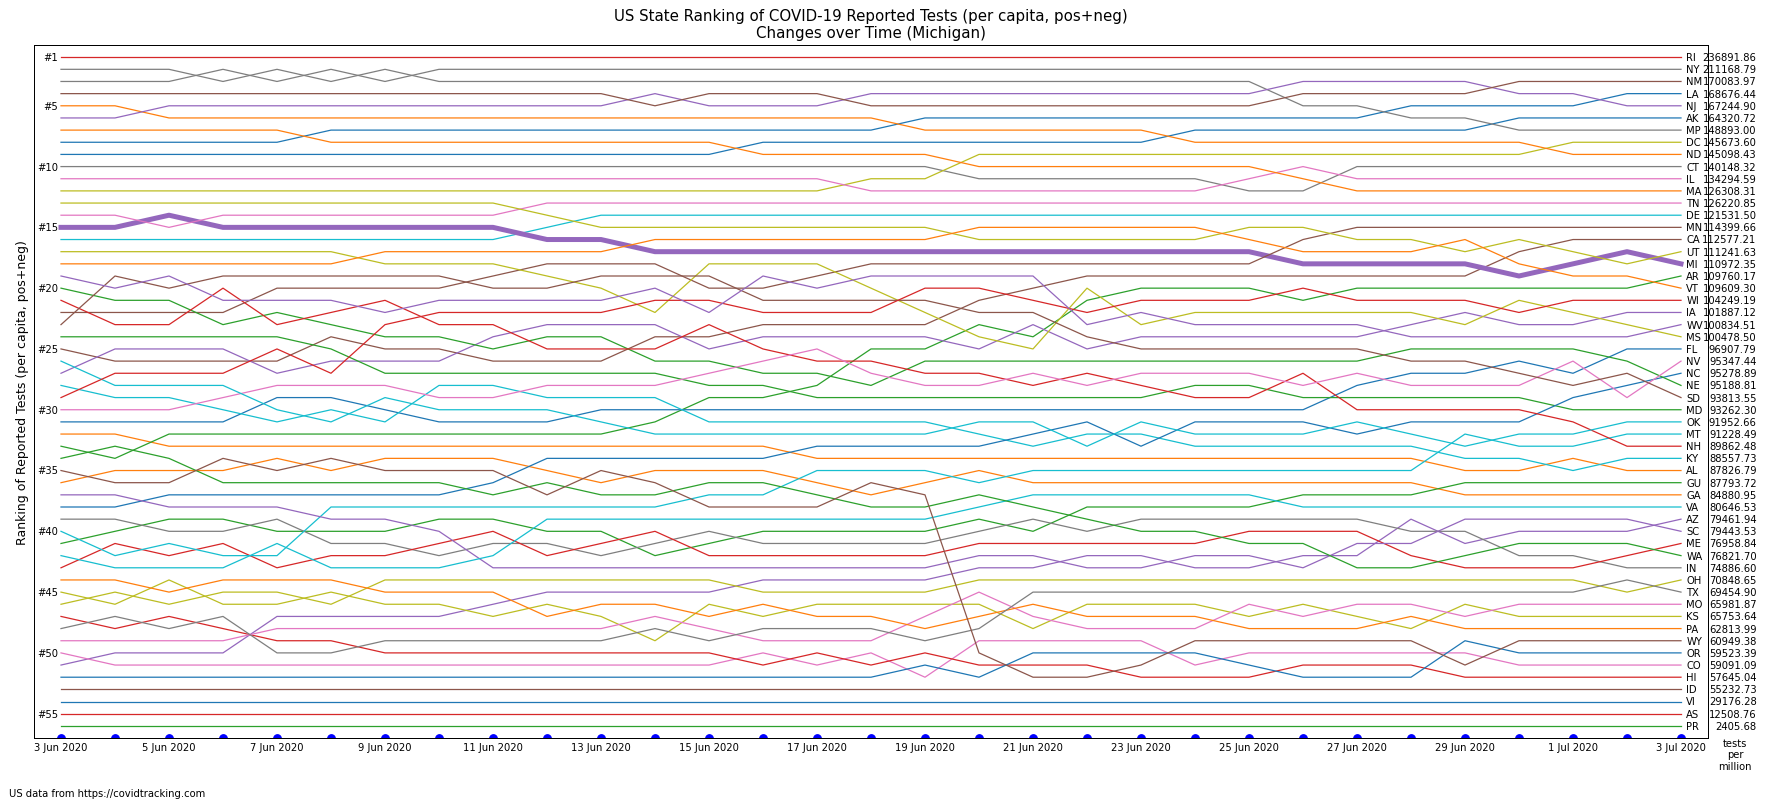 US State Ranking of COVID-19 Reported Tests (per capita, pos+neg)
Changes over Time (Michigan)
Ranking of Reported Tests (per capita, pos+neg)
#1
#5
#10
#15
#20
#25
#30
#35
#40
#45
#50
#55
RI 236891.86
NY 211168.79
NM 170083.97
LA 168676.44
NJ 167244.90
AK 164320.72
MP 148893.00
DC 145673.60
ND 145098.43
CT 140148.32
IL 134294.59
MA 126308.31
TN 126220.85
DE 121531.50
MN 114399.66
CA 112577.21
UT 111241.63
MI 110972.35
AR 109760.17
VT 109609.30
WI 104249.19
IA 101887.12
WV 100834.51
MS 100478.50
FL 96907.79
NV 95347.44
NC 95278.89
NE 95188.81
SD 93813.55
MD 93262.30
OK 91952.66
MT 91228.49
NH 89862.48
KY 88557.73
AL 87826.79
GU 87793.72
GA 84880.95
VA 80646.53
AZ 79461.94
SC 79443.53
ME 76958.84
WA 76821.70
IN 74886.60
OH 70848.65
TX 69454.90
MO 65981.87
KS 65753.64
PA 62813.99
WY 60949.38
OR 59523.39
CO 59091.09
HI 57645.04
ID 55232.73
VI 29176.28
AS 12508.76
PR 2405.68
3 Jun 2020 5 Jun 2020 7 Jun 2020 9 Jun 2020 11 Jun 2020 13 Jun 2020 15 Jun 2020 17 Jun 2020 19 Jun 2020 21 Jun 2020 23 Jun 2020 25 Jun 2020 27 Jun 2020 29 Jun 2020 1 Jul 2020 3 Jul 2020
tests
per
million
US data from https://covidtracking.com